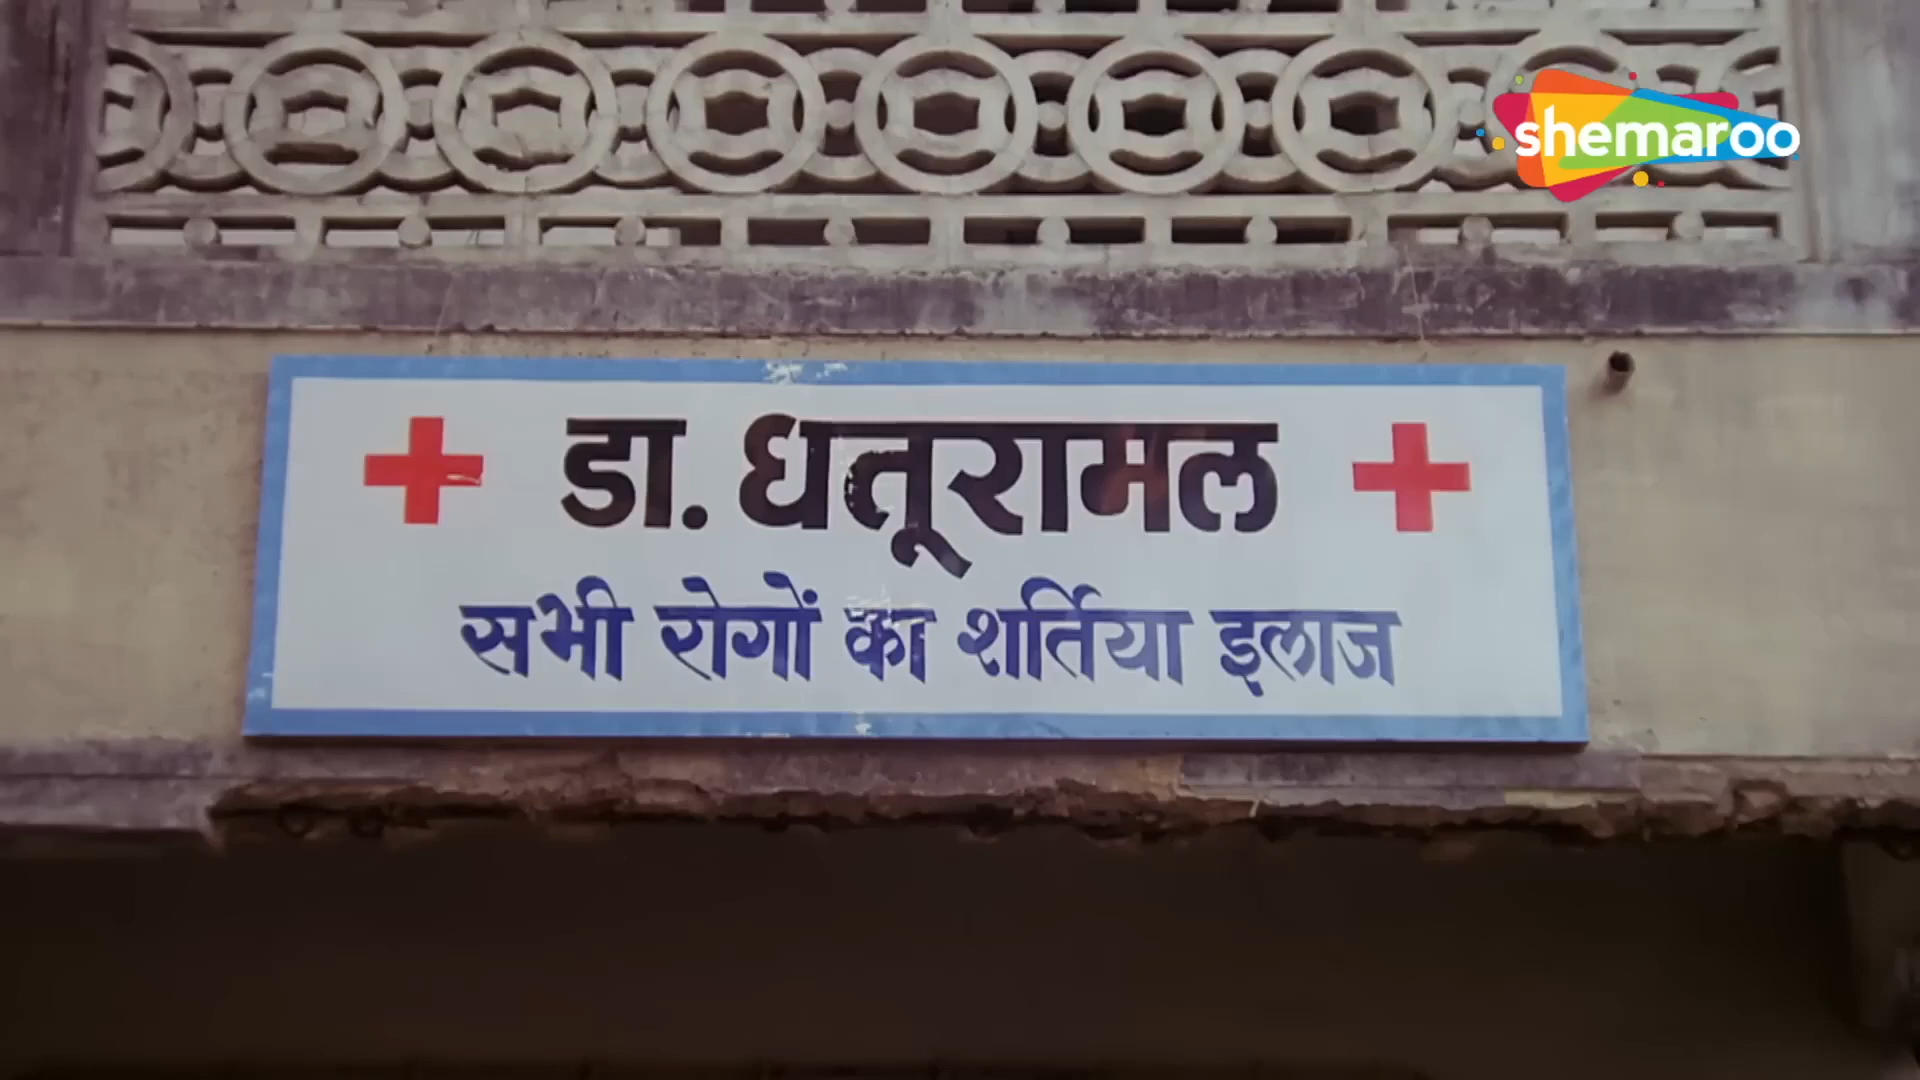 shemaroo
डा. धतूरामल
सभी रोगों का शर्तिया इलाज